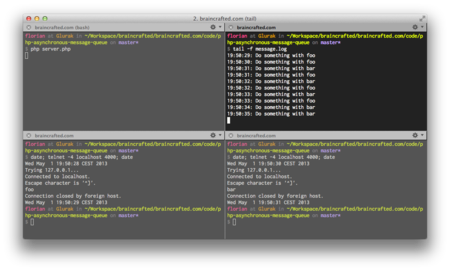 2. braincrafted.com (tail)
braincrafted.com (bash)
florian at Glurak in ~/Workspace/braincrafted/braincrafted.com/code/p
hp-asynchronous-message-queue on master*
$ php server.php
braincrafted.com
florian at Glurak in ~/Workspace/braincrafted/braincrafted.com/code/p
hp-asynchronous-message-queue on master*
$ tail -f message.log
19:50:29: Do something with foo
19:50:30: Do something with foo
19:50:31: Do something with bar
19:50:31: Do something with foo
19:50:32: Do something with bar
19:50:32: Do something with foo
19:50:33: Do something with bar
19:50:33: Do something with foo
19:50:34: Do something with bar
19:50:35: Do something with bar
braincrafted.com
florian at Glurak in ~/Workspace/braincrafted/braincrafted.com/code/p
hp-asynchronous-message-queue on master*
$ date; telnet -4 localhost 4000; date
Wed May 1 19:50:28 CEST 2013
Trying 127.0.0.1...
Connected to localhost.
Escape character is '^]'.
foo
Connection closed by foreign host.
Wed May 1 19:50:29 CEST 2013
florian at Glurak in ~/Workspace/braincrafted/braincrafted.com/code/p
hp-asynchronous-message-queue on master*
$
braincrafted.com
florian at Glurak in ~/Workspace/braincrafted/braincrafted.com/code/p
hp-asynchronous-message-queue on master*
$ date; telnet -4 localhost 4000; date
Wed May 1 19:50:30 CEST 2013
Trying 127.0.0.1...
Connected to localhost.
Escape character is '^]'.
bar
Connection closed by foreign host.
Wed May 1 19:50:31 CEST 2013
florian at Glurak in ~/Workspace/braincrafted/braincrafted.com/code/p
hp-asynchronous-message-queue on master*
$